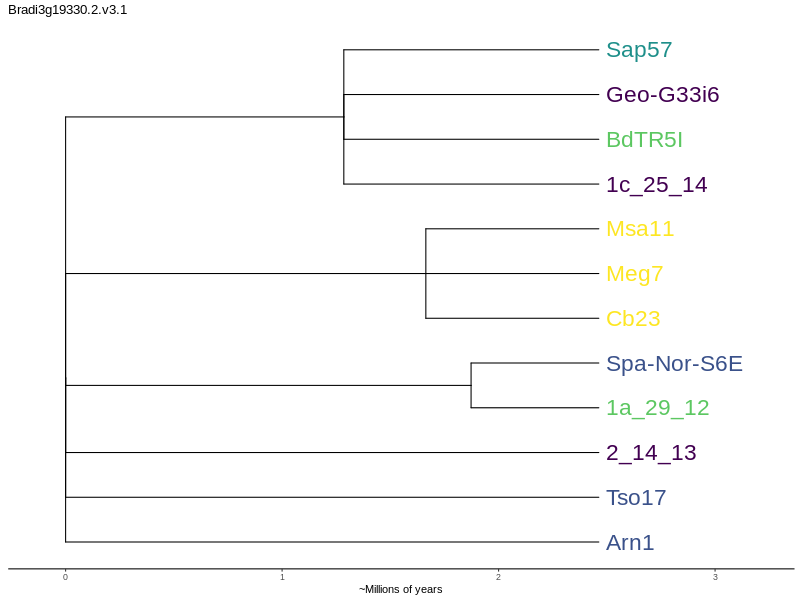 Bradi3g19330.2.v3.1
Sap57
Geo-G33i6
BdTR5I
1c_25_14
Msa11
Meg7
Cb23
Spa-Nor-S6E
1a_29_12
2_14_13
Tso17
Arn1
0 1 2 3
~Millions of years